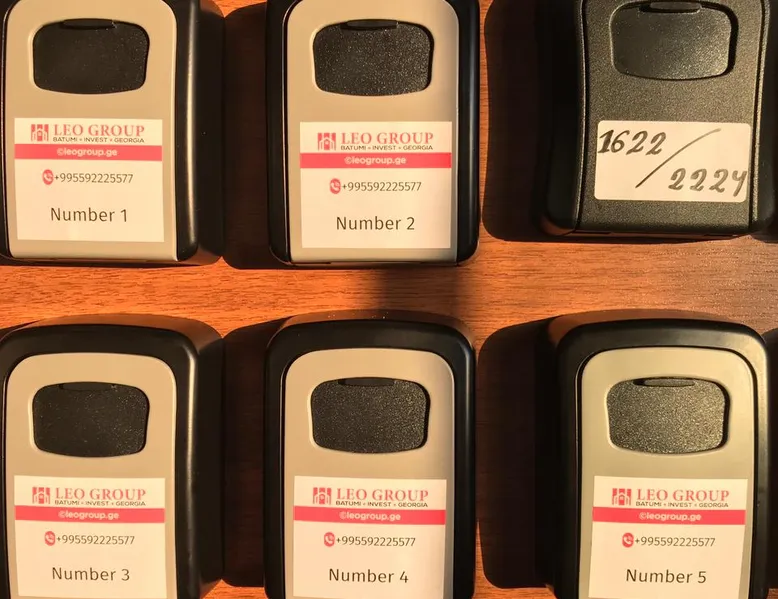 LEO GROUP
BATUMI • INVEST • GEORGIA
©leogroup.ge
+995592225577
Number 1
LEO GROUP
BATUMI • INVEST • GEORGIA
©leogroup.ge
+995592225577
Number 2
1622/
2224
LEO GROUP
BATUMI • INVEST • GEORGIA
©leogroup.ge
+995592225577
Number 3
LEO GROUP
BATUMI • INVEST • GEORGIA
©leogroup.ge
+995592225577
Number 4
LEO GROUP
BATUMI • INVEST • GEORGIA
©leogroup.ge
+995592225577
Number 5